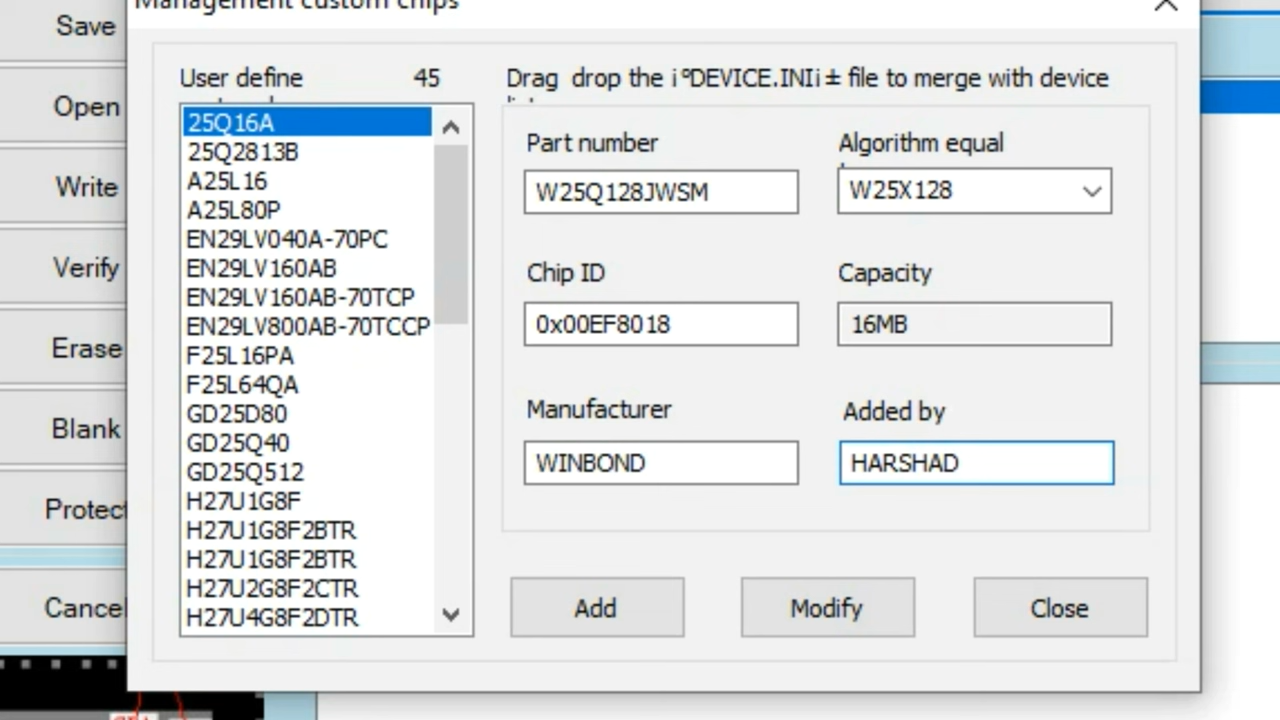 Management custom chips
Save
Open
Write
Verify
Erase
Blank
Protect
Cancel
User define 45
25Q16A
25Q2813B
A25L16
A25L80P
EN29LV040A-70PC
EN29LV160AB
EN29LV160AB-70TCP
EN29LV800AB-70TCCP
F25L16PA
F25L64QA
GD25D80
GD25Q40
GD25Q512
H27U1G8F
H27U1G8F2BTR
H27U1G8F2BTR
H27U2G8F2CTR
H27U4G8F2DTR
Drag drop the i°DEVICE.INIi± file to merge with device
Part number
W25Q128JWSM
Algorithm equal
W25X128
Chip ID
0x00EF8018
Capacity
16MB
Manufacturer
WINBOND
Added by
HARSHAD
Add
Modify
Close